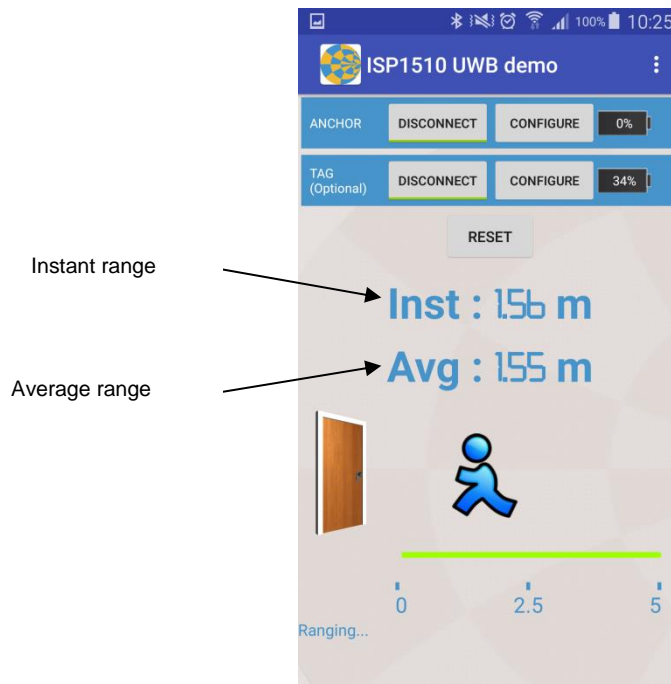 100% 10:25
ISP1510 UWB demo
ANCHOR DISCONNECT CONFIGURE 0%
TAG
(Optional) DISCONNECT CONFIGURE 34%
RESET
Instant range
Inst : 1.56 m
Average range
Avg : 1.55 m
0 2.5 5
Ranging...